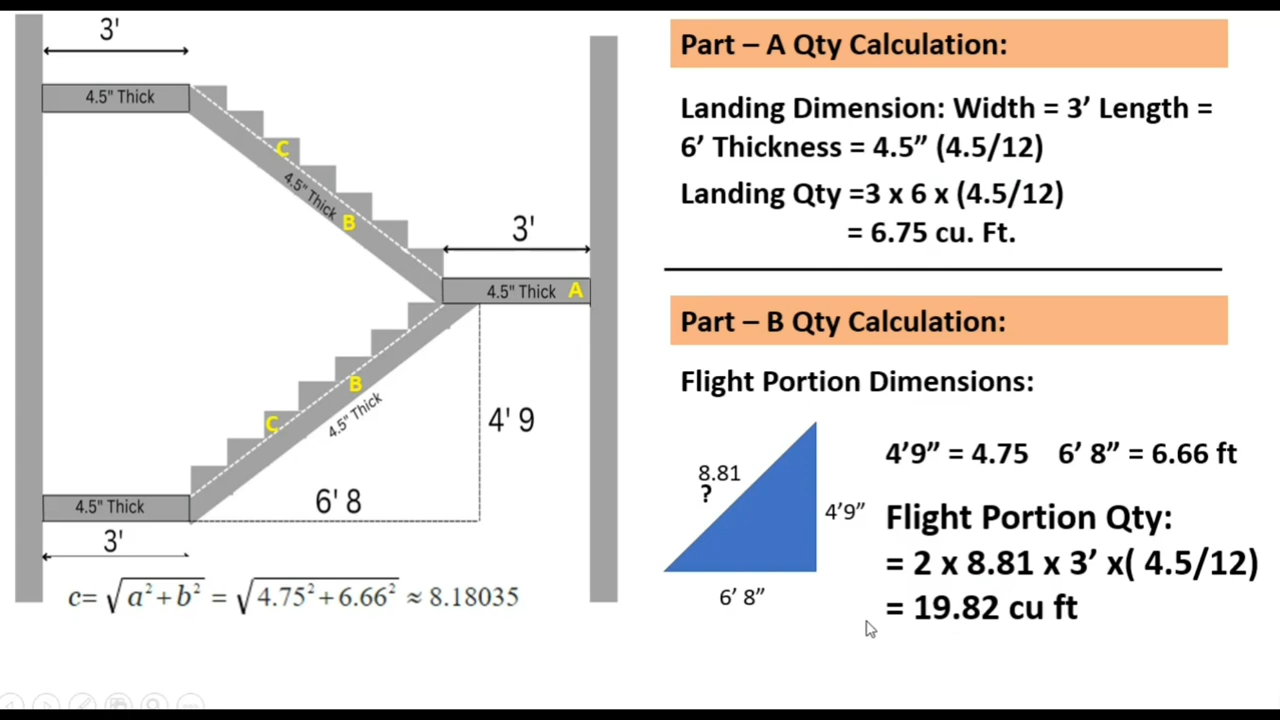 3'
4.5" Thick
C
4.5" Thick
B
3'
4.5" Thick A
B
C
4.5" Thick
4' 9
4.5" Thick
6' 8
3'
c= √a²+b² = √4.75²+6.66² ≈ 8.18035
Part – A Qty Calculation:
Landing Dimension: Width = 3’ Length =
6’ Thickness = 4.5” (4.5/12)
Landing Qty =3 x 6 x (4.5/12)
= 6.75 cu. Ft.
Part – B Qty Calculation:
Flight Portion Dimensions:
8.81
?
4’9”
6’ 8”
4’9” = 4.75 6’ 8” = 6.66 ft
Flight Portion Qty:
= 2 x 8.81 x 3’ x( 4.5/12)
= 19.82 cu ft